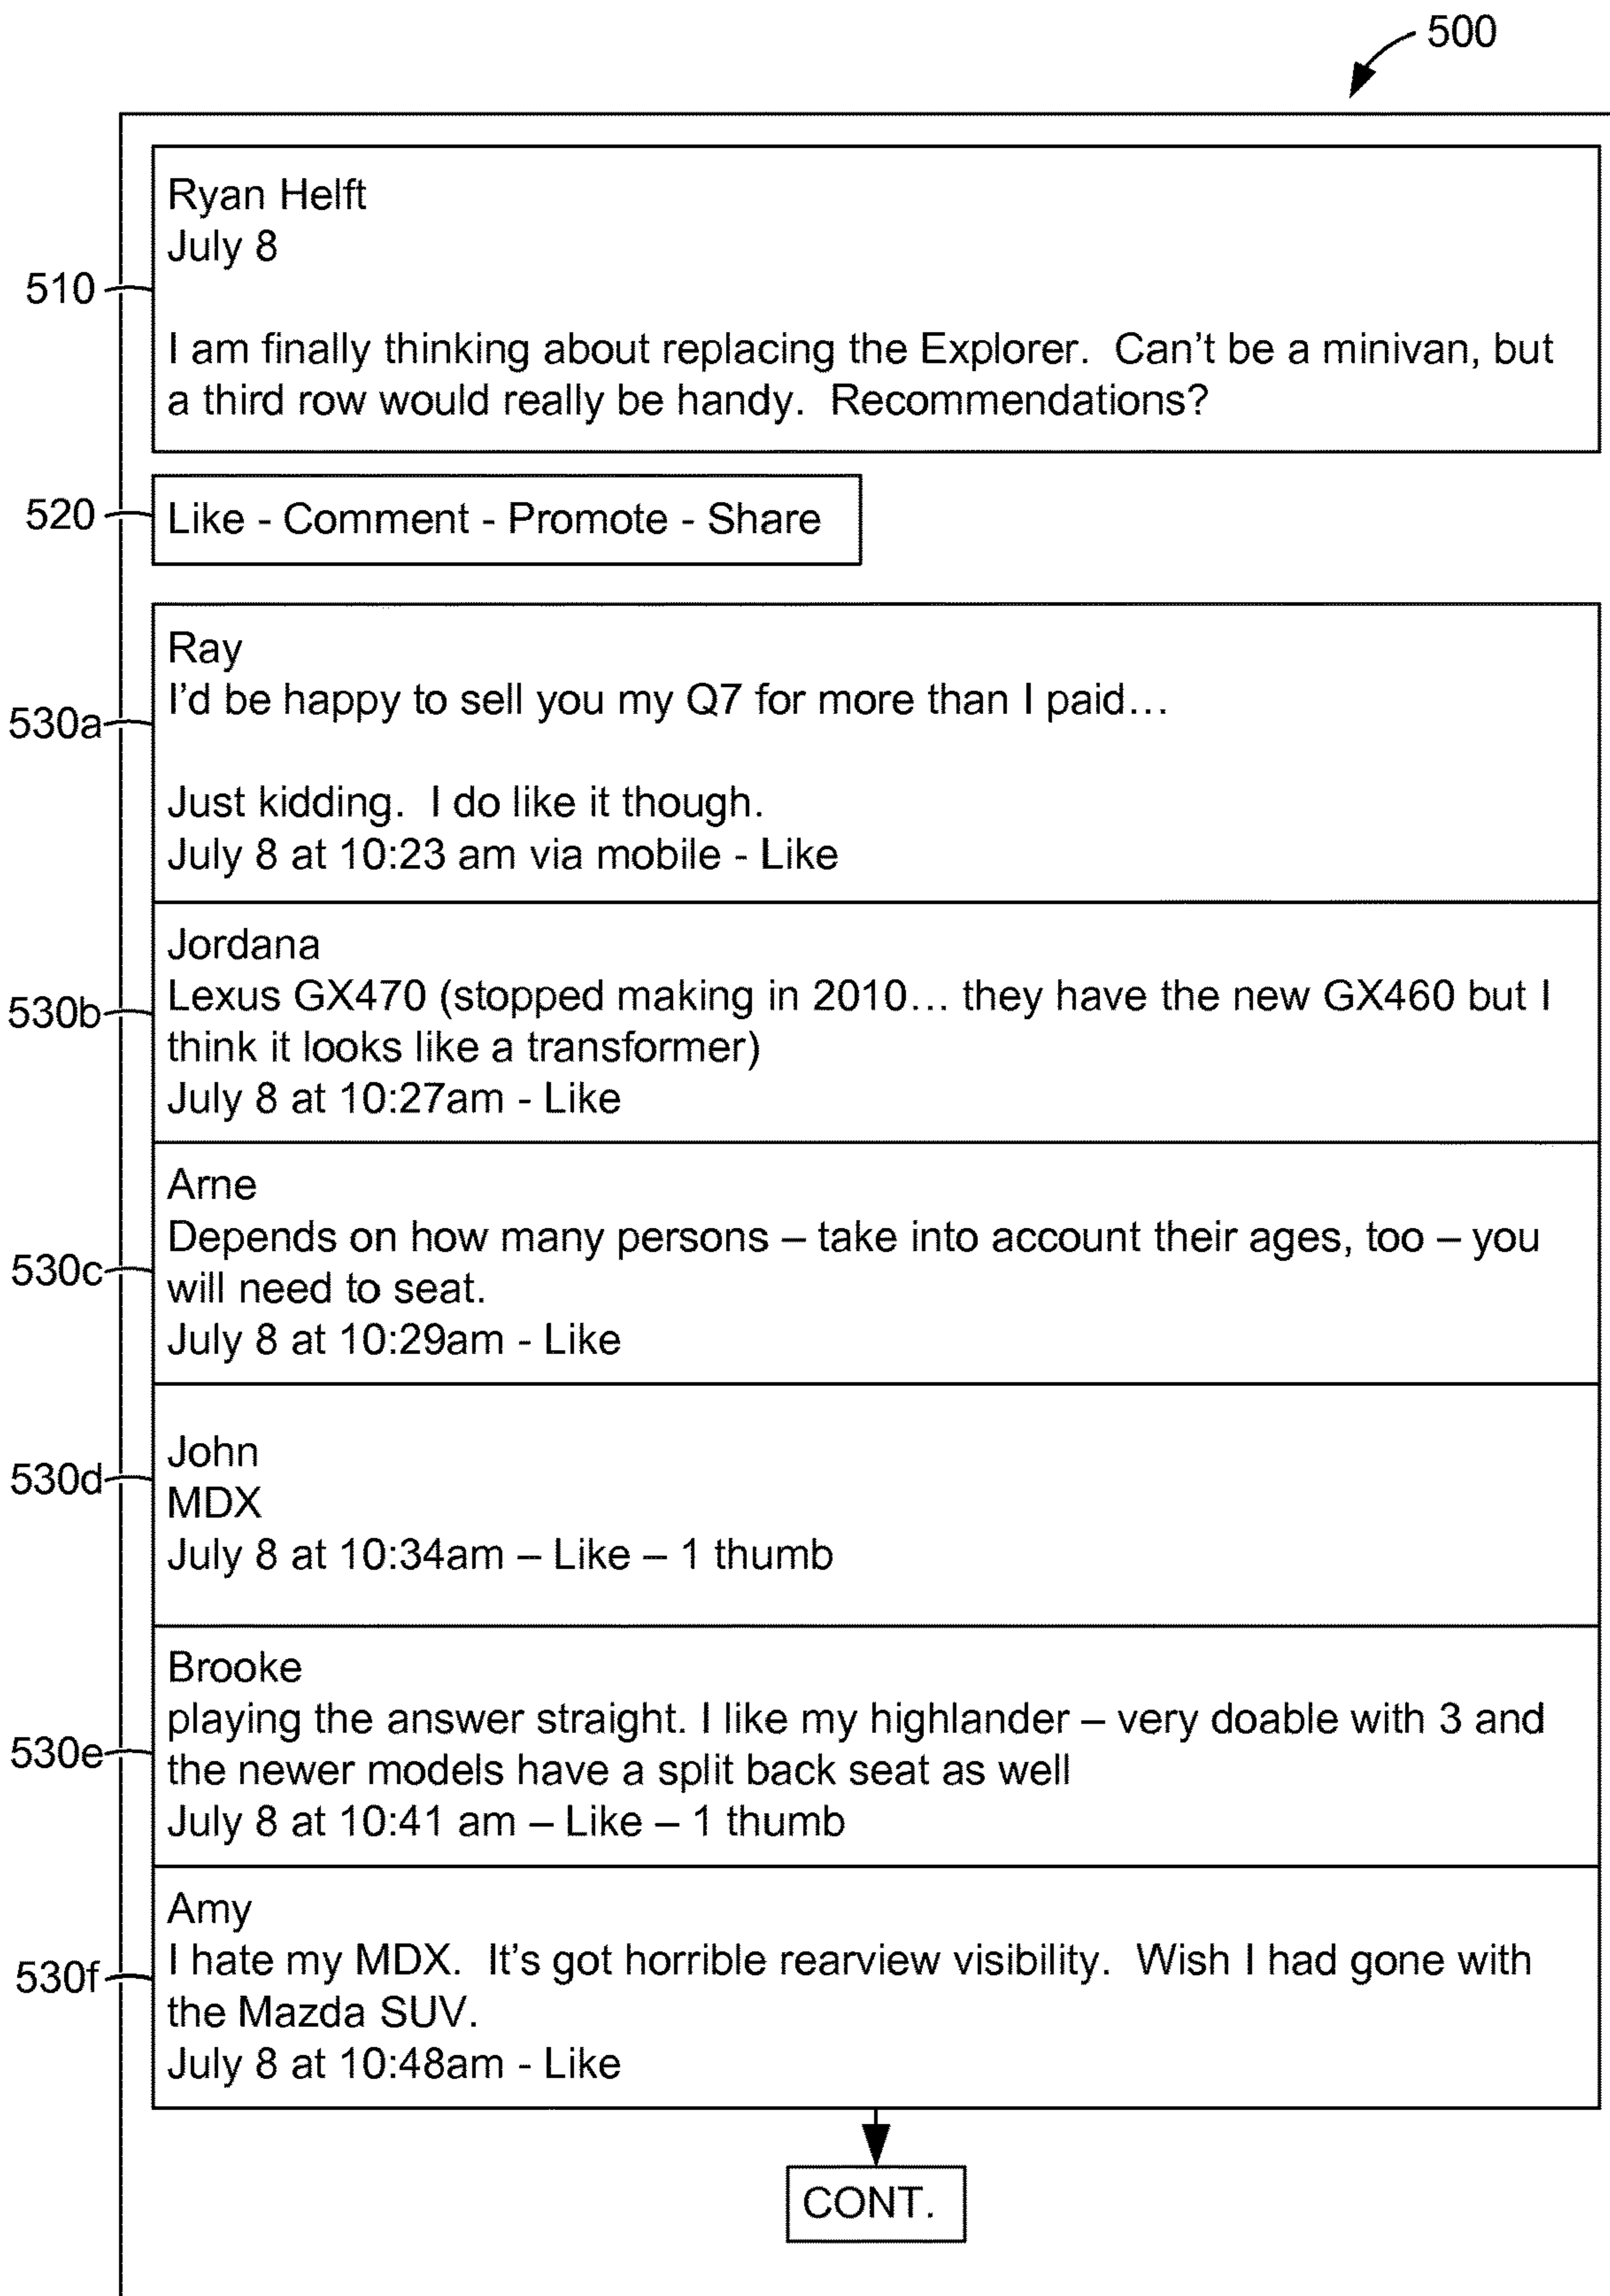 500
510
Ryan Helft
July 8
I am finally thinking about replacing the Explorer.  Can't be a minivan, but
a third row would really be handy.  Recommendations?
520
Like - Comment - Promote - Share
530a
Ray
I'd be happy to sell you my Q7 for more than I paid...
Just kidding.  I do like it though.
July 8 at 10:23 am via mobile - Like
530b
Jordana
Lexus GX470 (stopped making in 2010... they have the new GX460 but I
think it looks like a transformer)
July 8 at 10:27am - Like
530c
Arne
Depends on how many persons – take into account their ages, too – you
will need to seat.
July 8 at 10:29am - Like
530d
John
MDX
July 8 at 10:34am – Like – 1 thumb
530e
Brooke
playing the answer straight. I like my highlander – very doable with 3 and
the newer models have a split back seat as well
July 8 at 10:41 am – Like – 1 thumb
530f
Amy
I hate my MDX.  It's got horrible rearview visibility.  Wish I had gone with
the Mazda SUV.
July 8 at 10:48am - Like
CONT.